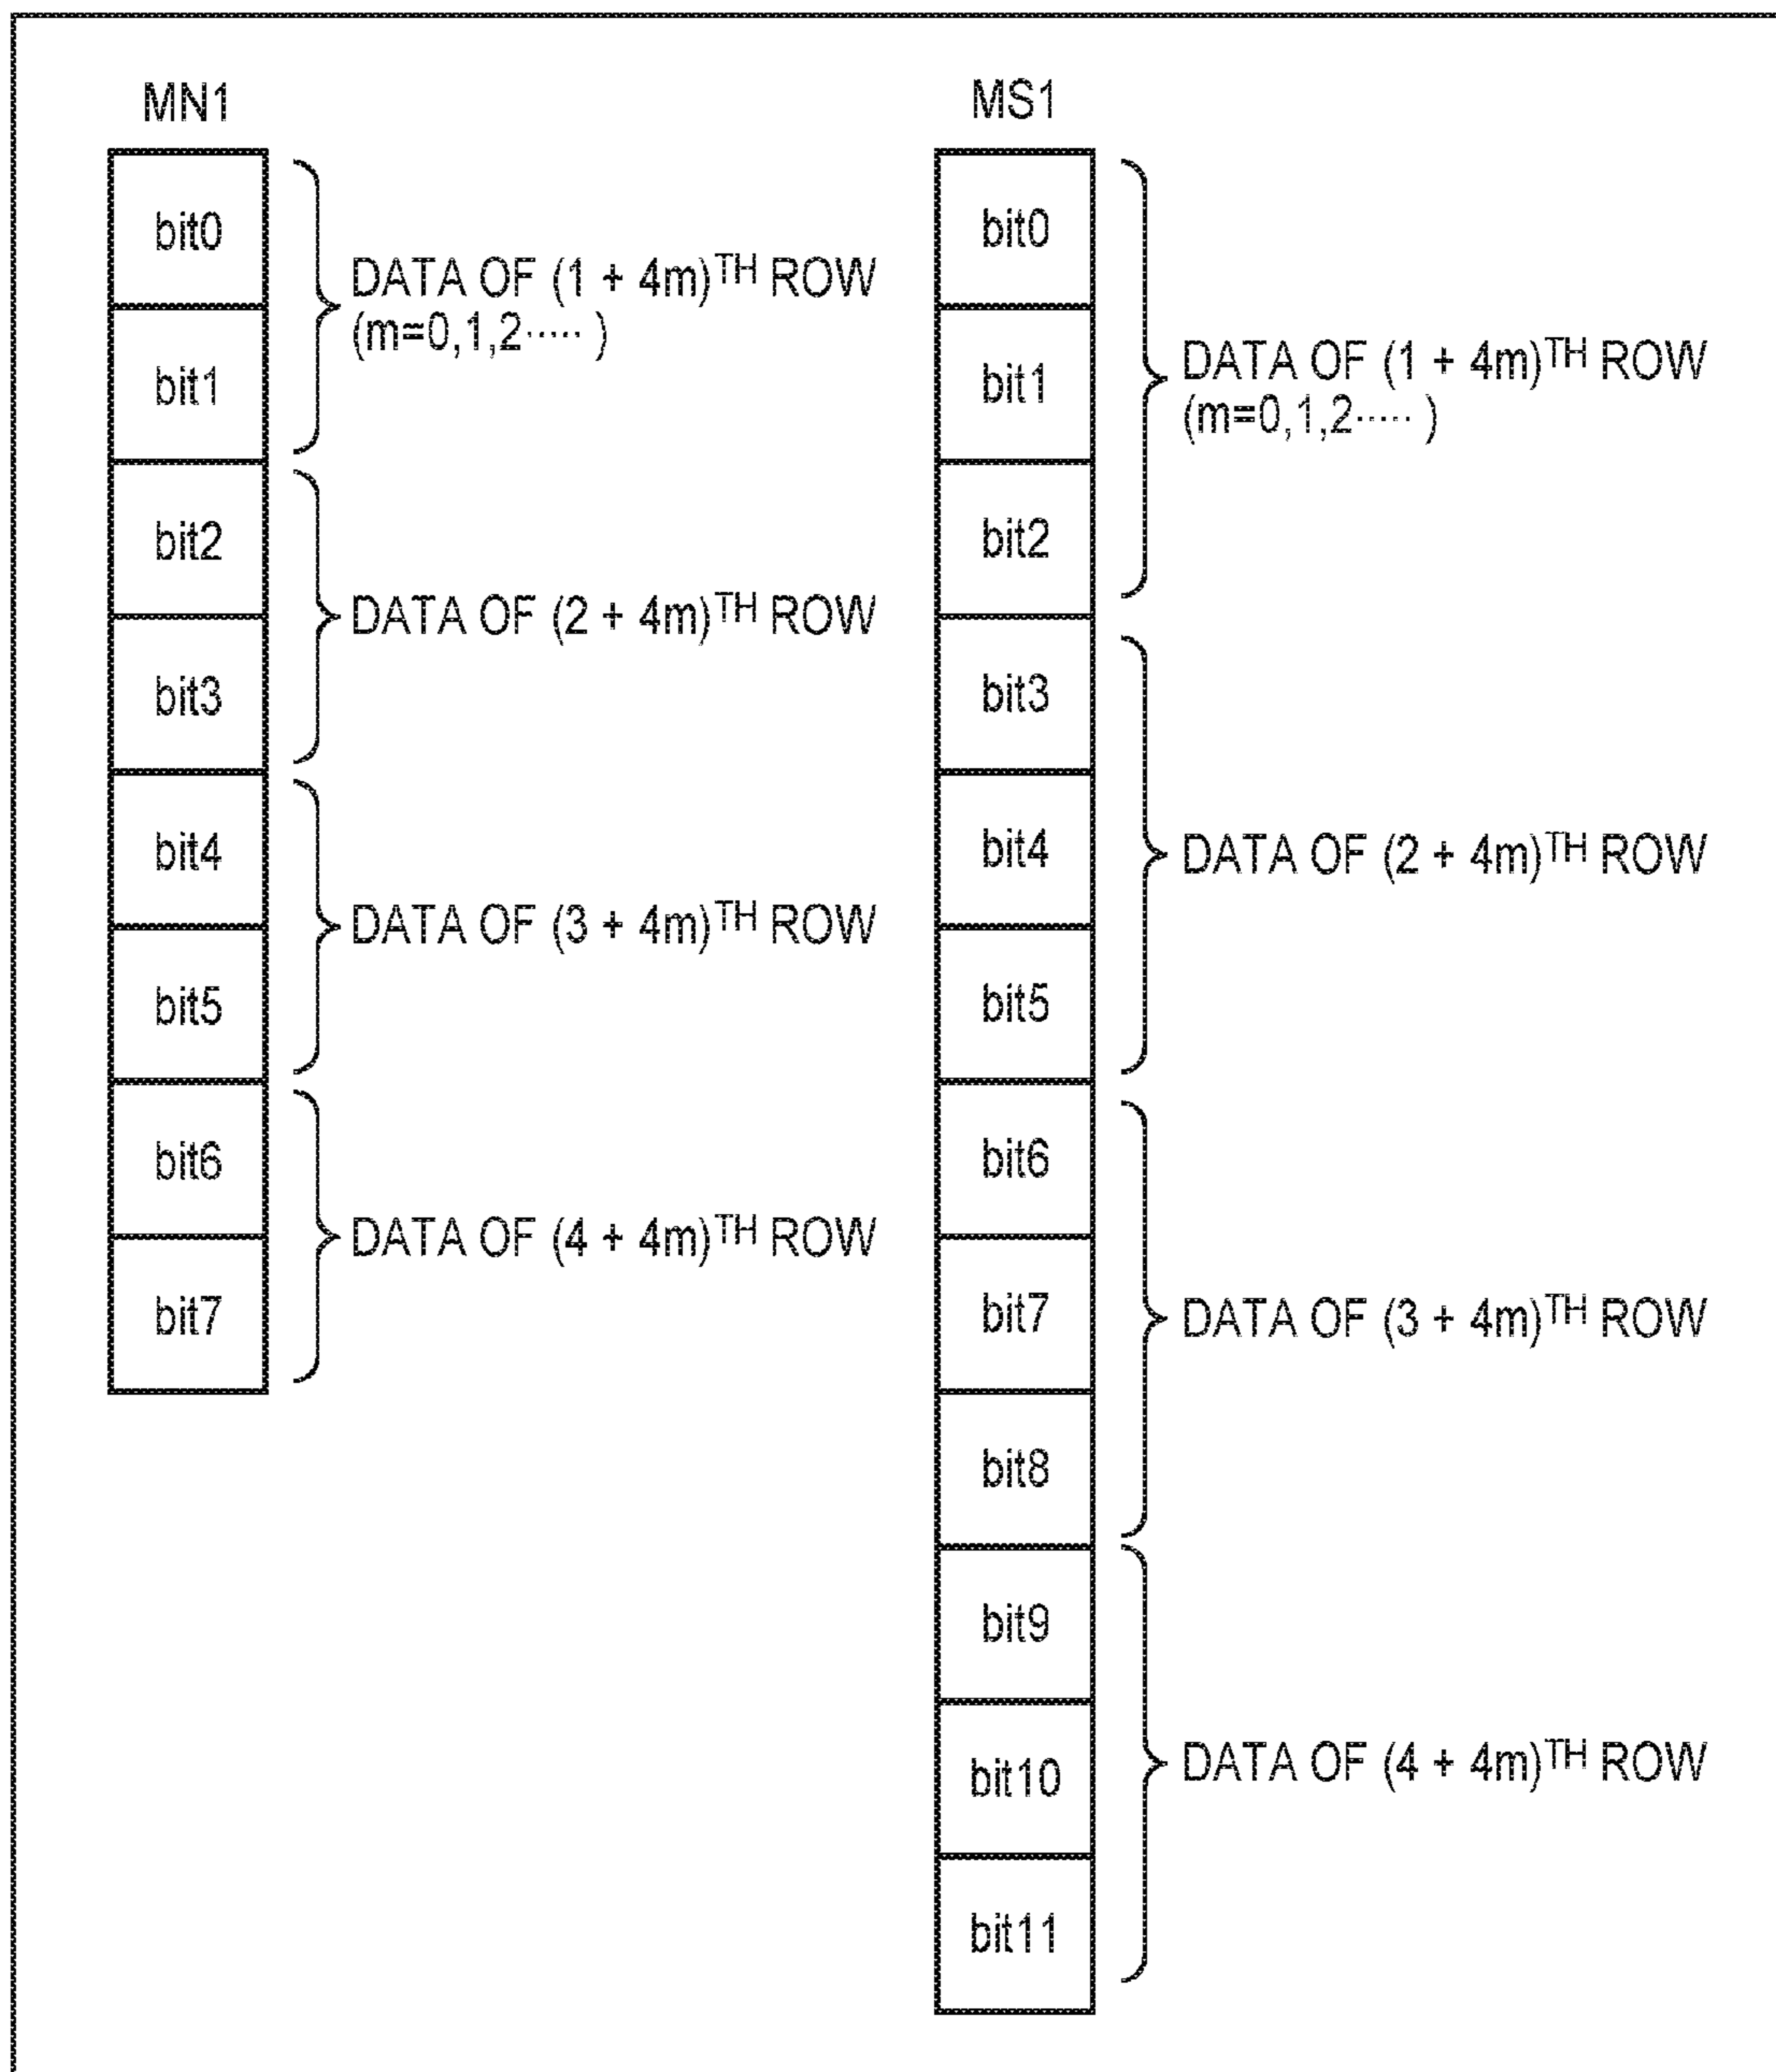 MN1
bit0
bit1
bit2
bit3
bit4
bit5
bit6
bit7
DATA OF (1 + 4m)TH ROW
(m=0,1,2····· )
DATA OF (2 + 4m)TH ROW
DATA OF (3 + 4m)TH ROW
DATA OF (4 + 4m)TH ROW
MS1
bit0
bit1
bit2
bit3
bit4
bit5
bit6
bit7
bit8
bit9
bit10
bit11
DATA OF (1 + 4m)TH ROW
(m=0,1,2····· )
DATA OF (2 + 4m)TH ROW
DATA OF (3 + 4m)TH ROW
DATA OF (4 + 4m)TH ROW